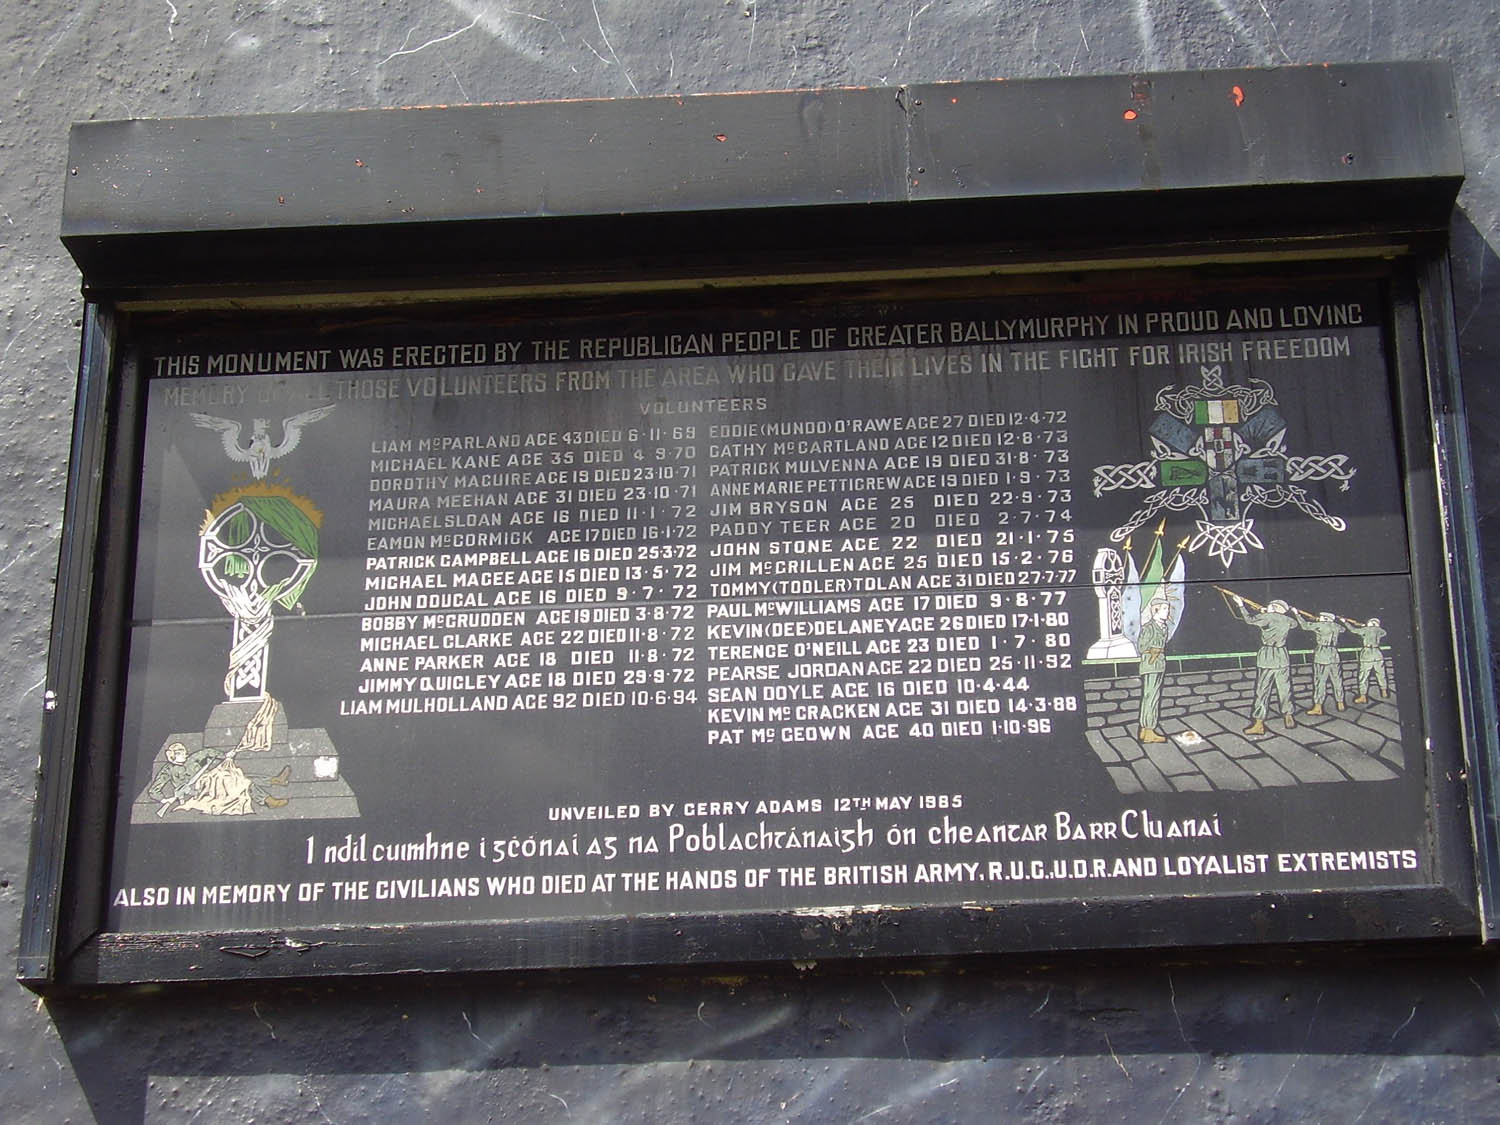 THIS MONUMENT WAS ERECTED BY THE REPUBLICAN PEOPLE OF GREATER BALLYMURPHY IN PROUD AND LOVING
MEMORY OF ALL THOSE VOLUNTEERS FROM THE AREA WHO GAVE THEIR LIVES IN THE FIGHT FOR IRISH FREEDOM
VOLUNTEERS
LIAM McPARLAND AGE 43 DIED 6·11·69
MICHAEL KANE AGE 35 DIED 4·9·70
DOROTHY MAGUIRE AGE 19 DIED 23·10·71
MAURA MEEHAN AGE 31 DIED 23·10·71
MICHAEL SLOAN AGE 16 DIED 11·1·72
EAMON McCORMICK AGE 17 DIED 16·1·72
PATRICK CAMPBELL AGE 16 DIED 25·3·72
MICHAEL MAGEE AGE 15 DIED 13·5·72
JOHN DOUGAL AGE 16 DIED 9·7·72
BOBBY McCRUDDEN AGE 19 DIED 3·8·72
MICHAEL CLARKE AGE 22 DIED 11·8·72
ANNE PARKER AGE 18 DIED 11·8·72
JIMMY QUIGLEY AGE 18 DIED 29·9·72
LIAM MULHOLLAND AGE 92 DIED 10·6·94
EDDIE (MUNDO) O'RAWE AGE 27 DIED 12·4·72
CATHY McCARTLAND AGE 12 DIED 12·8·73
PATRICK MULVENNA AGE 19 DIED 31·8·73
ANNE MARIE PETTIGREW AGE 19 DIED 1·9·73
JIM BRYSON AGE 25 DIED 22·9·73
PADDY TEER AGE 20 DIED 2·7·74
JOHN STONE AGE 22 DIED 21·1·75
JIM McGRILLEN AGE 25 DIED 15·2·76
TOMMY (TODLER) TOLAN AGE 31 DIED 27·7·77
PAUL McWILLIAMS AGE 17 DIED 9·8·77
KEVIN (DEE) DELANEY AGE 26 DIED 17·1·80
TERENCE O'NEILL AGE 23 DIED 1·7·80
PEARSE JORDAN AGE 22 DIED 25·11·92
SEAN DOYLE AGE 16 DIED 10·4·44
KEVIN Mc CRACKEN AGE 31 DIED 14·3·88
PAT Mc GEOWN AGE 40 DIED 1·10·96
UNVEILED BY GERRY ADAMS 12TH MAY 1985
I ndíl cuimhne i gcónaí ag na Poblachtánaigh ón cheantar Barr Cluanaí
ALSO IN MEMORY OF THE CIVILIANS WHO DIED AT THE HANDS OF THE BRITISH ARMY. R.U.C..U.D.R. AND LOYALIST EXTREMISTS